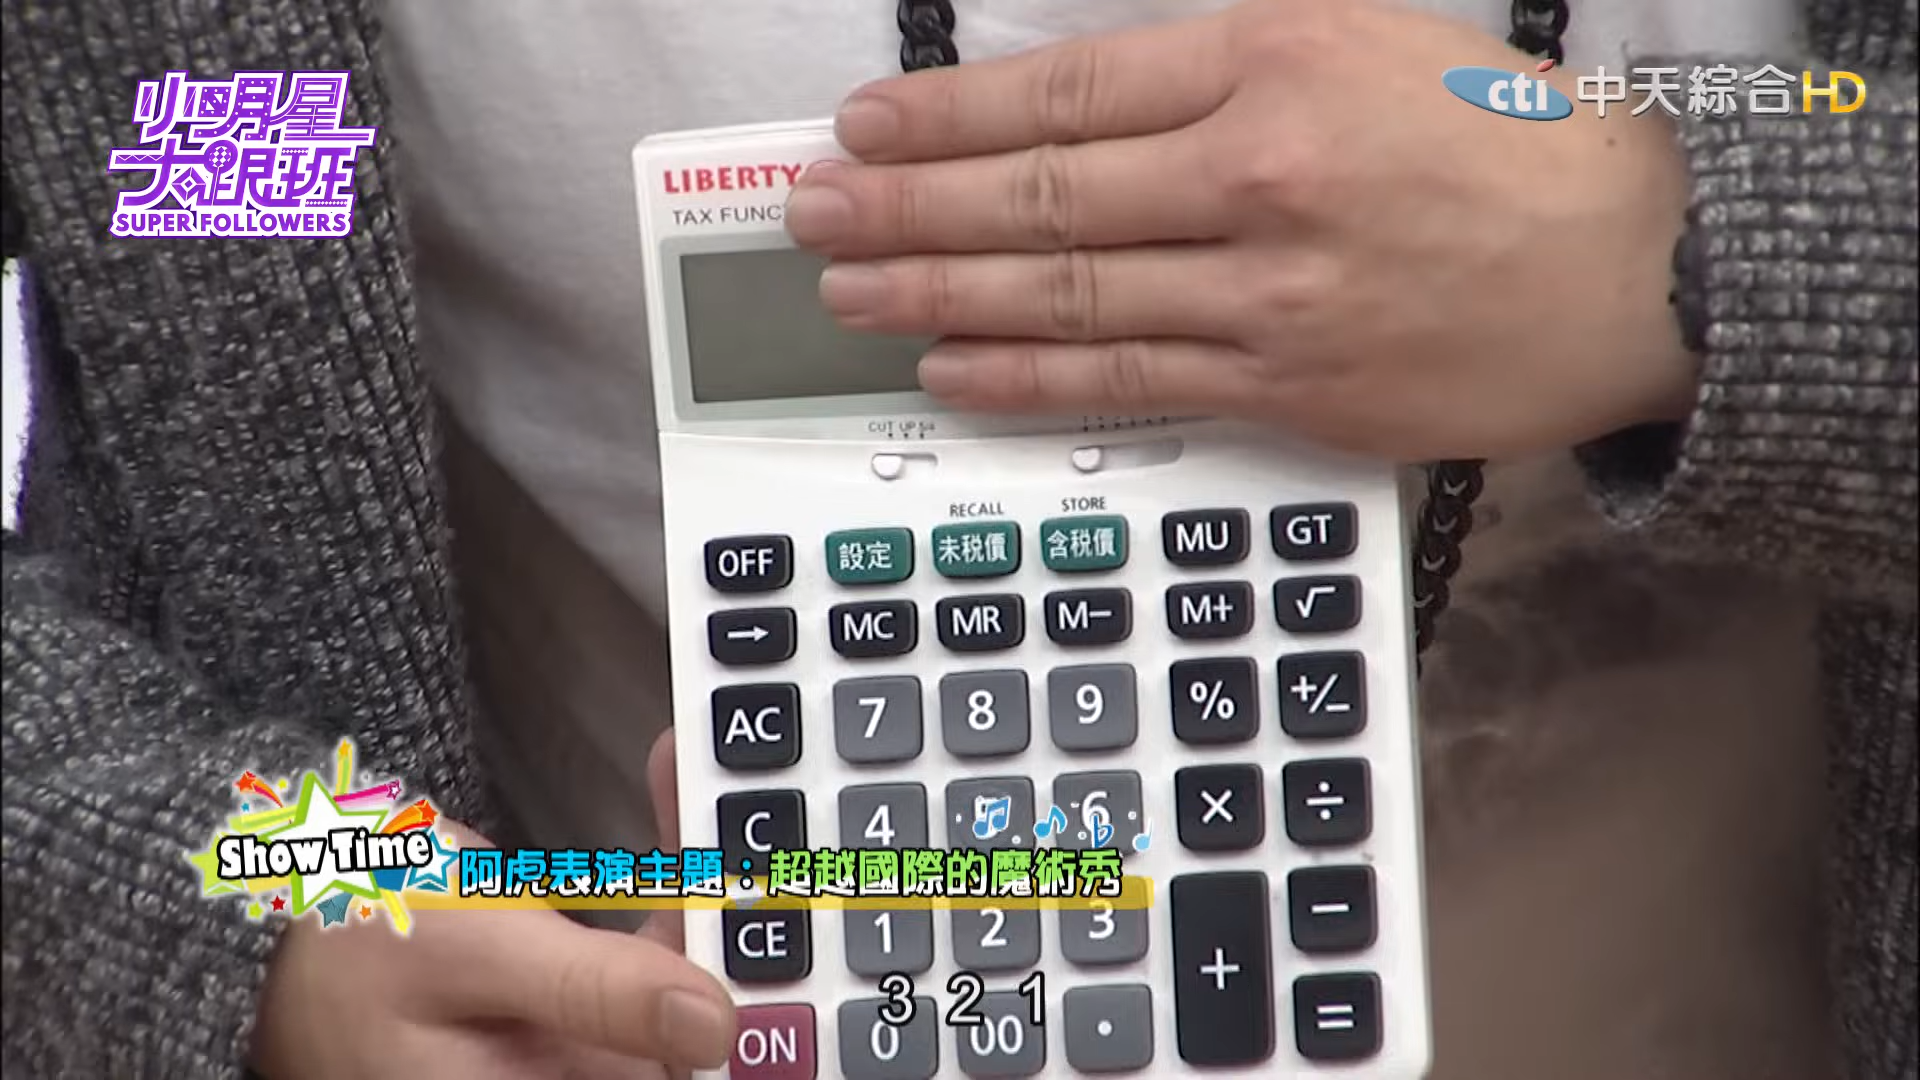 小明星
大跟班
SUPER FOLLOWERS
cti 中天綜合HD
LIBERTY
TAX FUNC
CUT UP 5/4
RECALL STORE
OFF 設定 未稅價 含稅價 MU GT
→ MC MR M− M+ √
AC 7 8 9 % +/−
C 4 6 × ÷
Show Time
阿虎表演主題：超越國際的魔術秀
CE 1 2 3 + −
3 2 1
ON 0 00 · =